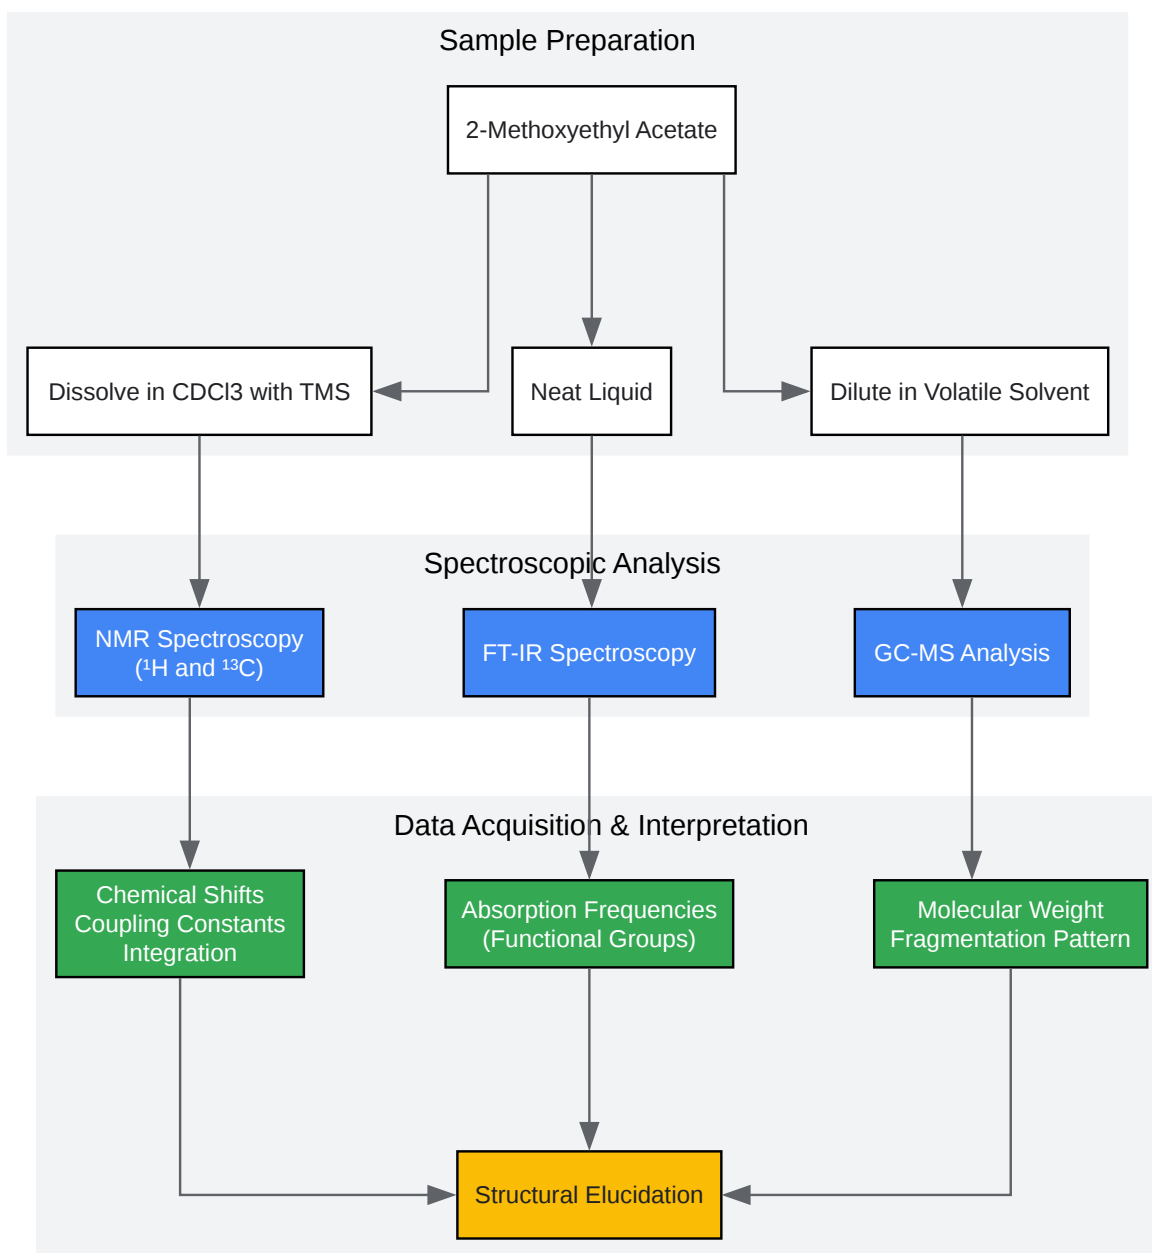 Sample Preparation
2-Methoxyethyl Acetate
Dissolve in CDCl3 with TMS
Neat Liquid
Dilute in Volatile Solvent
Spectroscopic Analysis
NMR Spectroscopy
(¹H and ¹³C)
FT-IR Spectroscopy
GC-MS Analysis
Data Acquisition & Interpretation
Chemical Shifts
Coupling Constants
Integration
Absorption Frequencies
(Functional Groups)
Molecular Weight
Fragmentation Pattern
Structural Elucidation